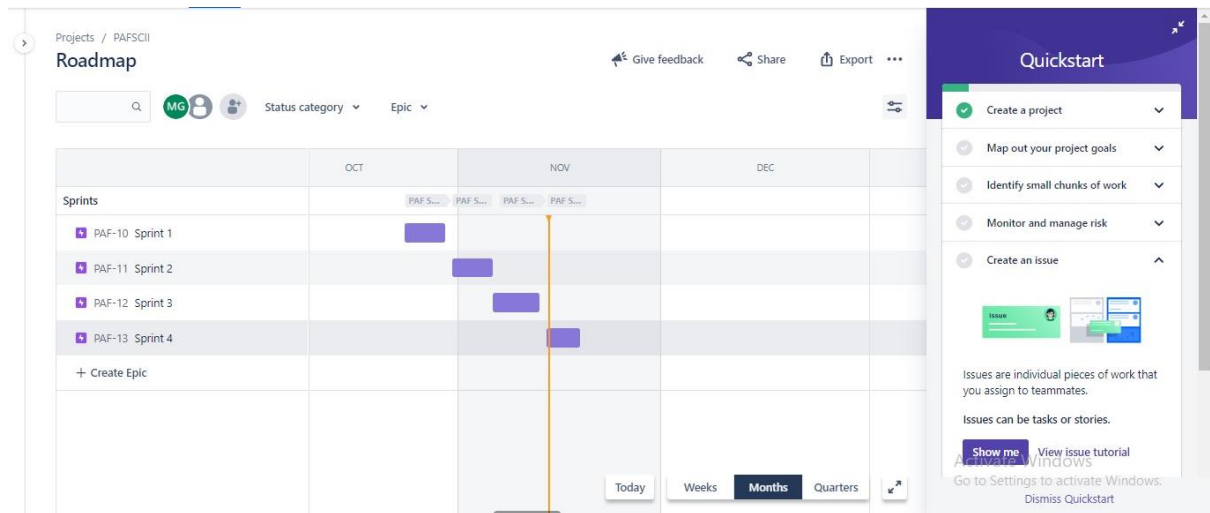 Projects / PAFSCII
Roadmap
Give feedback
Share
Export
MG
Status category
Epic
OCT NOV DEC
Sprints
PAF S... PAF S... PAF S... PAF S...
PAF-10 Sprint 1
PAF-11 Sprint 2
PAF-12 Sprint 3
PAF-13 Sprint 4
+ Create Epic
Today
Weeks Months Quarters
Quickstart
Create a project
Map out your project goals
Identify small chunks of work
Monitor and manage risk
Create an issue
Issue
Issues are individual pieces of work that
you assign to teammates.
Issues can be tasks or stories.
Show me View issue tutorial
Activate Windows
Go to Settings to activate Windows.
Dismiss Quickstart